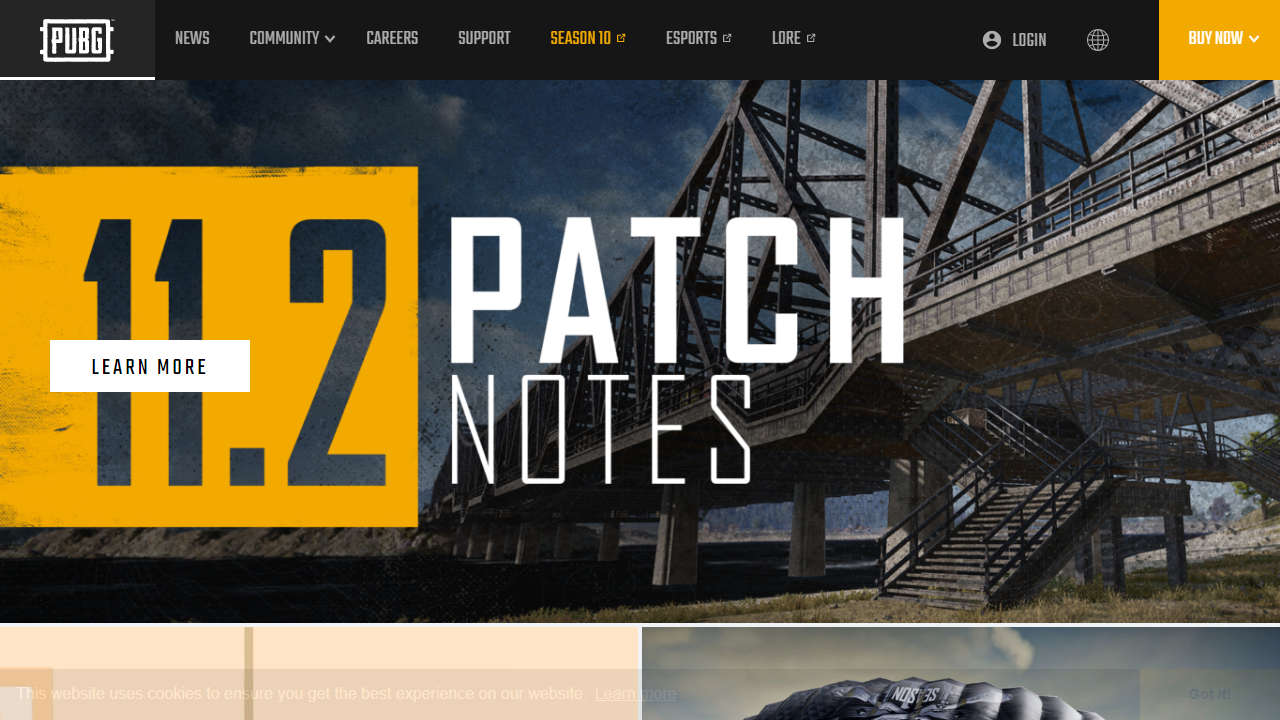 PUBG
NEWS
COMMUNITY
CAREERS
SUPPORT
SEASON 10
ESPORTS
LORE
LOGIN
BUY NOW
11.2
PATCH
NOTES
LEARN MORE
SEASON
This website uses cookies to ensure you get the best experience on our website. Learn more
Got it!